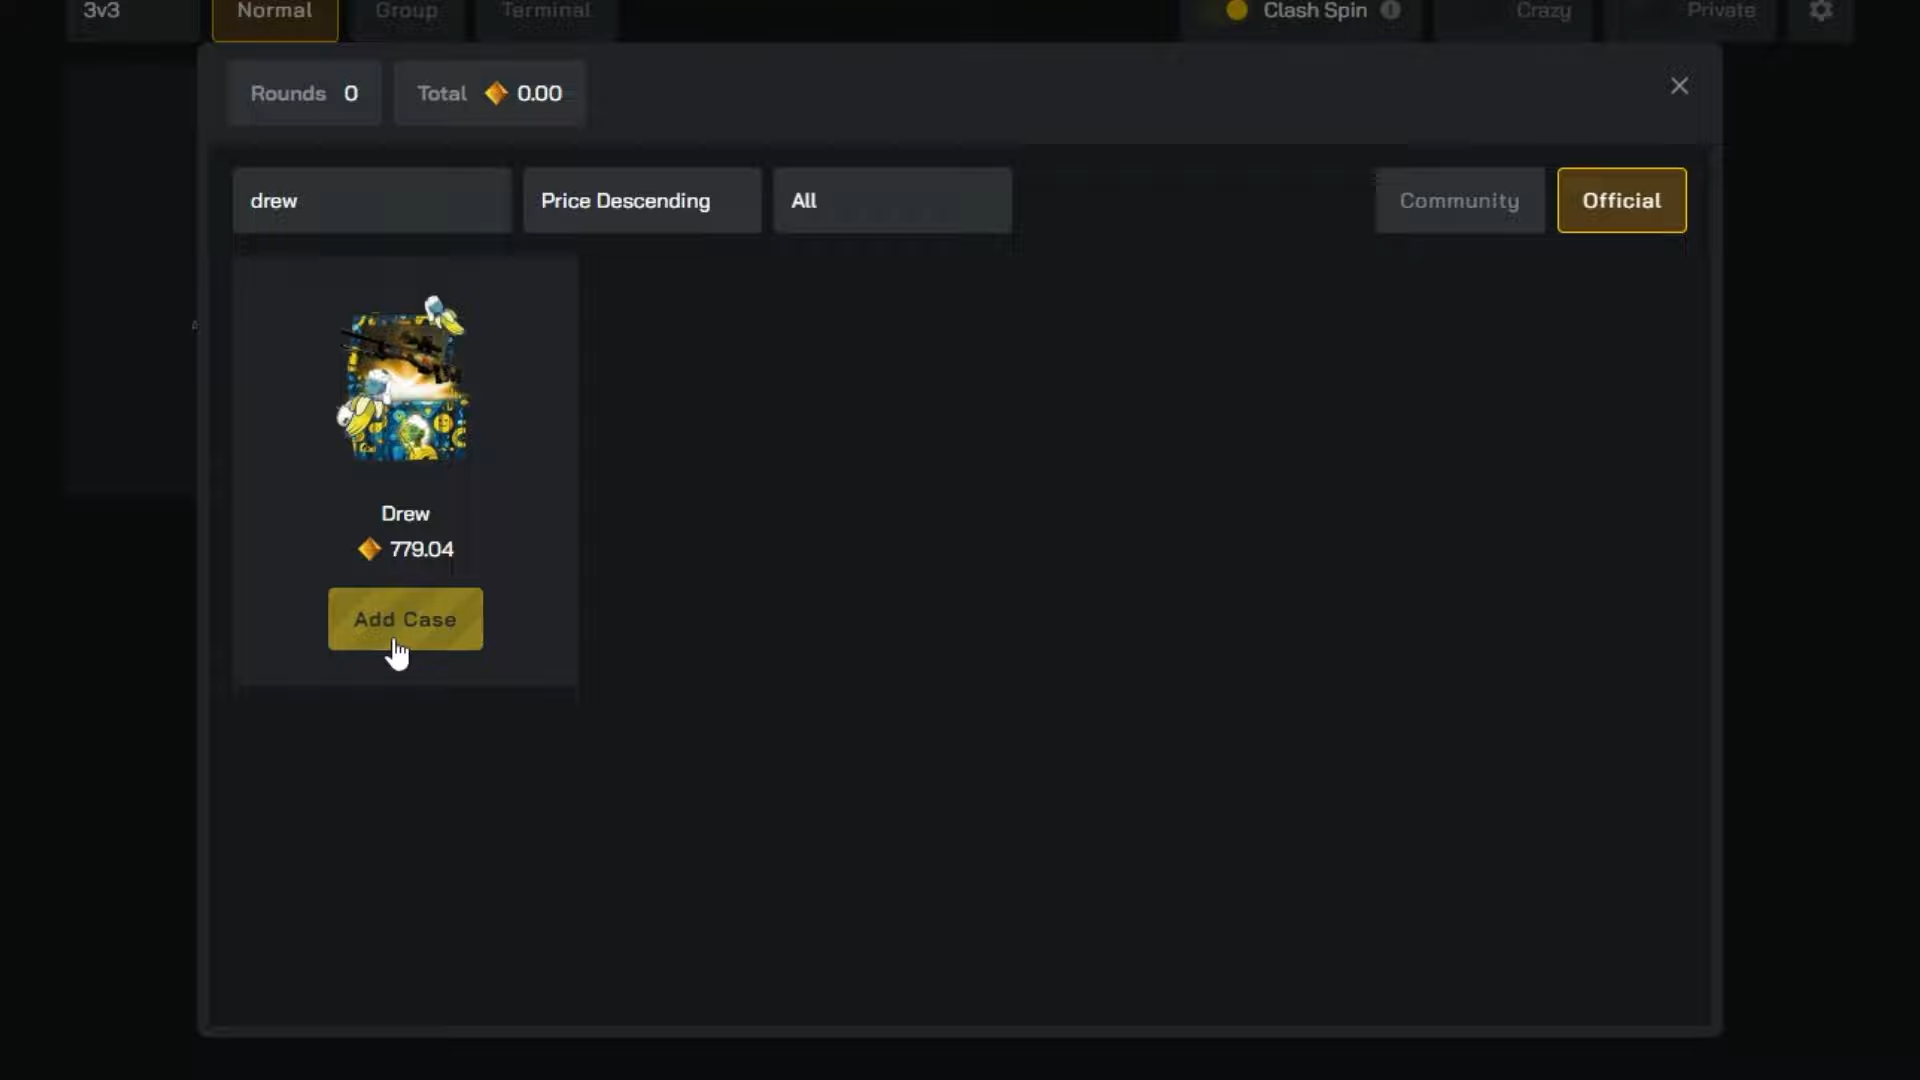 3v3
Normal
Group
Terminal
Clash Spin
Crazy
Private
Rounds 0
Total 0.00
drew
Price Descending
All
Community
Official
Drew
779.04
Add Case